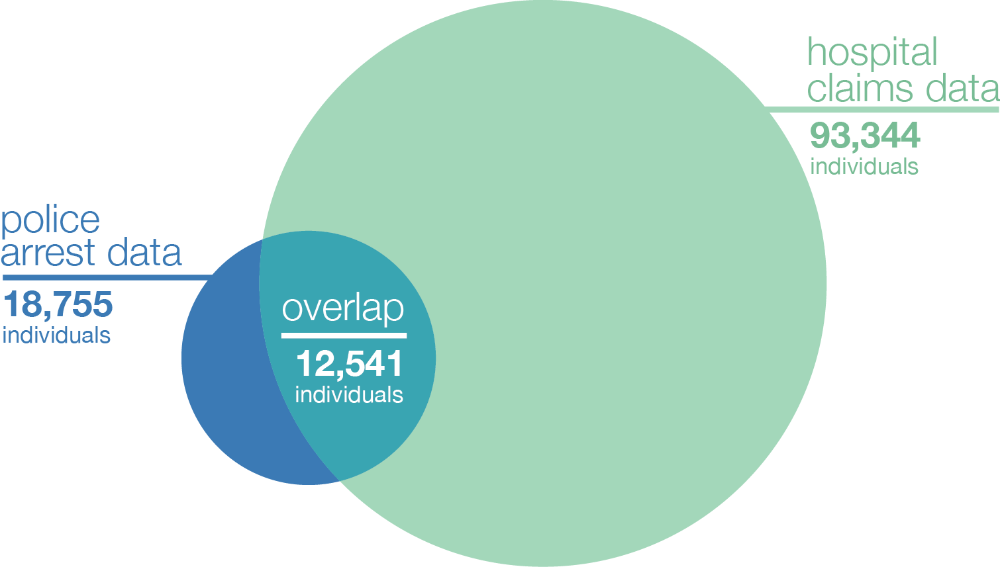 hospital
claims data
93,344
individuals
police
arrest data
18,755
individuals
overlap
12,541
individuals